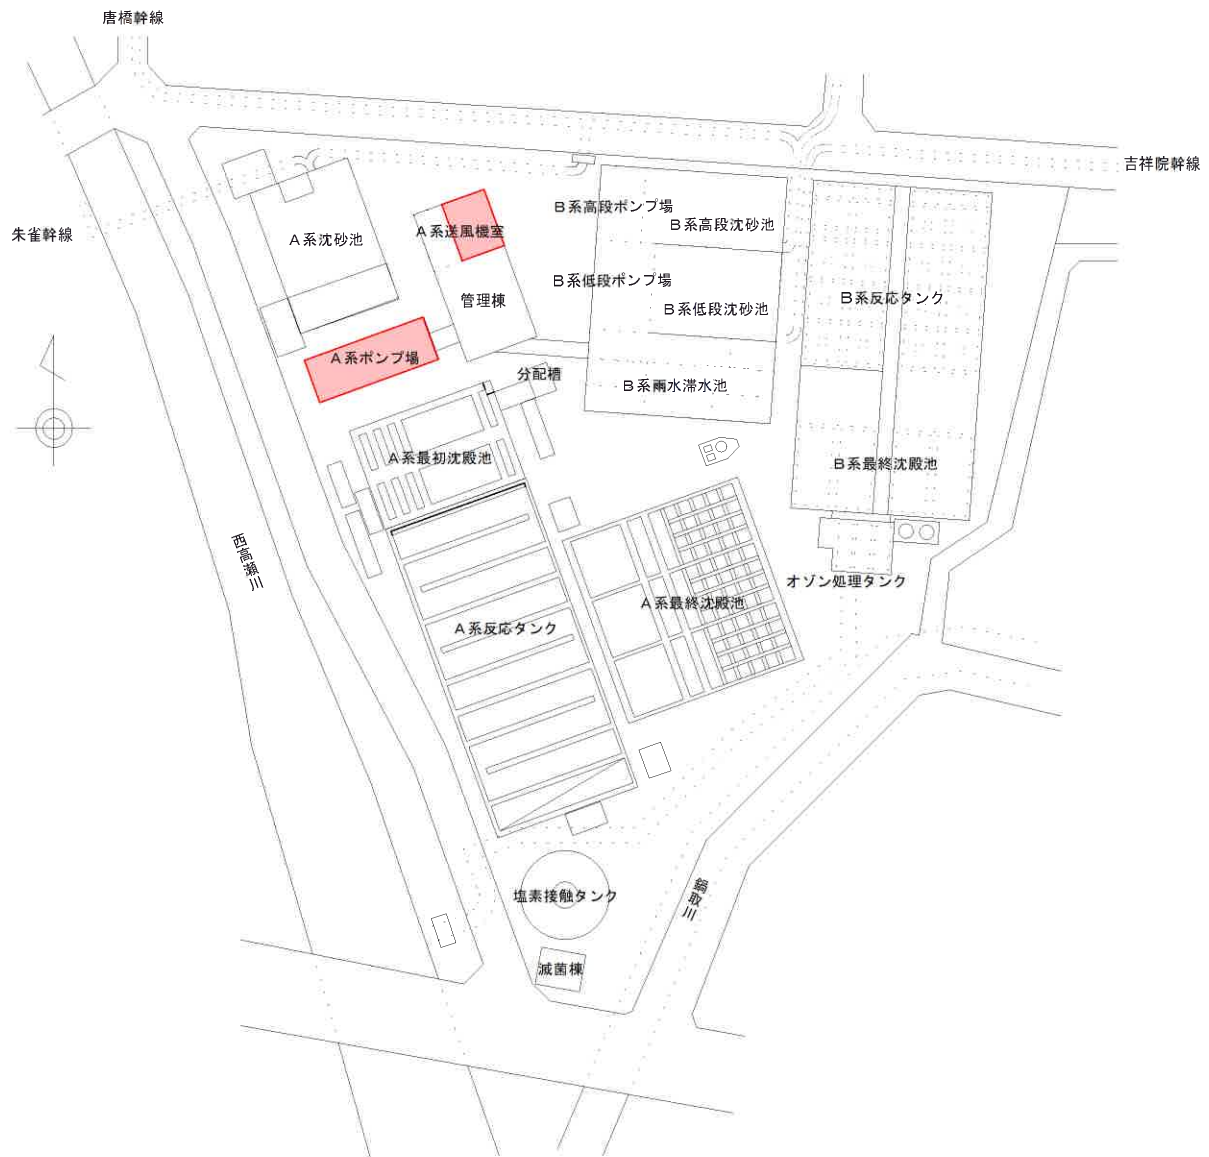 唐橋幹線
吉祥院幹線
朱雀幹線
A系沈砂池
A系送風機室
管理棟
A系ポンプ場
B系高段ポンプ場
B系高段沈砂池
B系低段ポンプ場
B系低段沈砂池
B系雨水滞水池
B系反応タンク
B系最終沈殿池
分配槽
A系最初沈殿池
オゾン処理タンク
A系最終沈殿池
A系反応タンク
西高瀬川
塩素接触タンク
鍋取川
滅菌棟